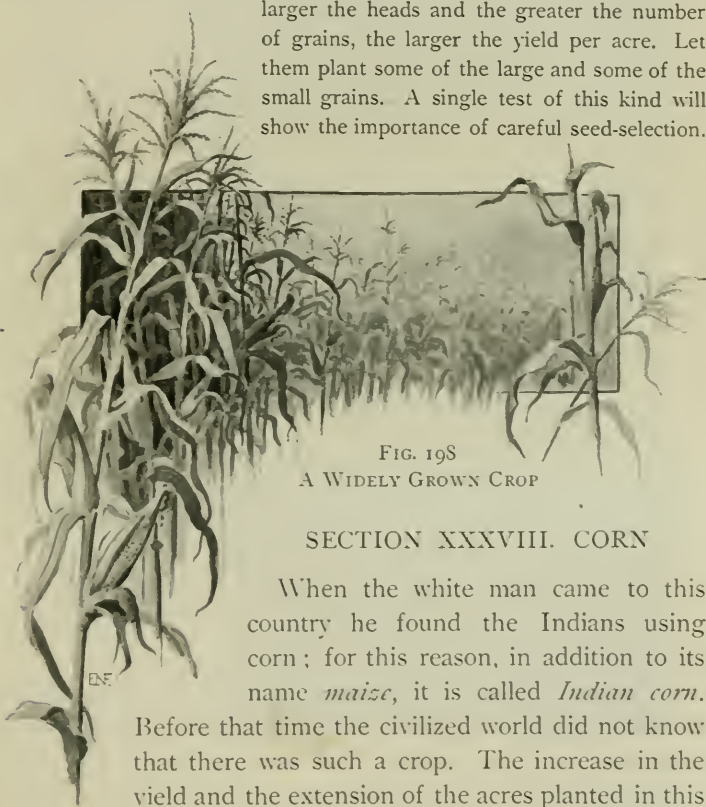 larger the heads and the greater the number
of grains, the larger the yield per acre. Let
them plant some of the large and some of the
small grains. A single test of this kind will
show the importance of careful seed-selection.
FIG. 198
A WIDELY GROWN CROP
SECTION XXXVIII. CORN
When the white man came to this
country he found the Indians using
corn; for this reason, in addition to its
name maize, it is called Indian corn.
Before that time the civilized world did not know
that there was such a crop. The increase in the
yield and the extension of the acres planted in this